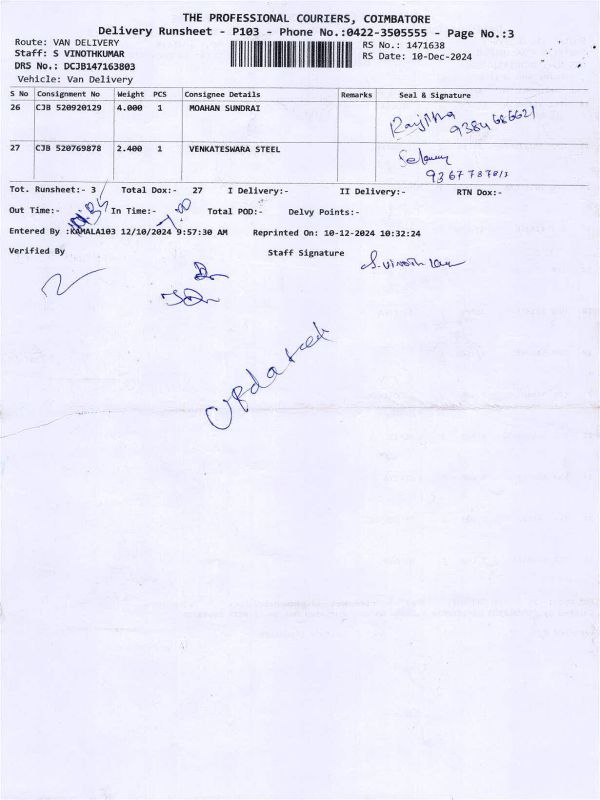 THE PROFESSIONAL COURIERS, COIMBATORE
Delivery Runsheet - P103 - Phone No.:0422-3505555 - Page No.:3
Route: VAN DELIVERY
RS No.: 1471638
Staff: S VINOTHKUMAR
RS Date: 10-Dec-2024
DRS No.: DCJB147163803
Vehicle: Van Delivery
S No Consignment No Weight PCS Consignee Details Remarks Seal & Signature
26 CJB 520920129 4.000 1 MOAHAN SUNDRAI 9384686621
27 CJB 520769878 2.400 1 VENKATESWARA STEEL
Tot. Runsheet:- 3 Total Dox:- 27 I Delivery:- II Delivery:- RTN Dox:-
Out Time:- In Time:- Total POD:- Delvy Points:-
Entered By :KAMALA103 12/10/2024 9:57:30 AM Reprinted On: 10-12-2024 10:32:24
Verified By Staff Signature S.vinoth
Updated